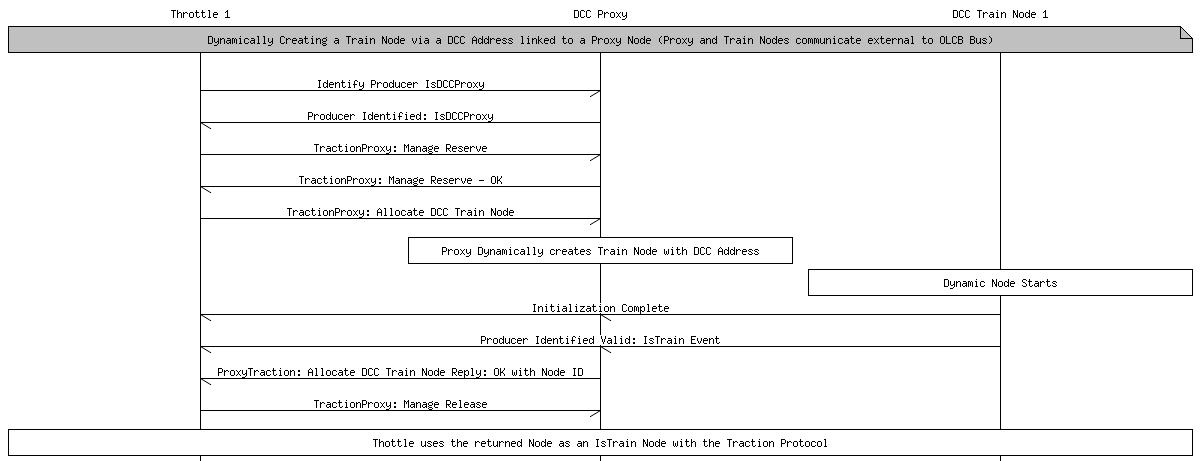 Throttle 1
DCC Proxy
DCC Train Node 1
Dynamically Creating a Train Node via a DCC Address linked to a Proxy Node (Proxy and Train Nodes communicate external to OLCB Bus)
Identify Producer IsDCCProxy
Producer Identified: IsDCCProxy
TractionProxy: Manage Reserve
TractionProxy: Manage Reserve - OK
TractionProxy: Allocate DCC Train Node
Proxy Dynamically creates Train Node with DCC Address
Dynamic Node Starts
Initialization Complete
Producer Identified Valid: IsTrain Event
ProxyTraction: Allocate DCC Train Node Reply: OK with Node ID
TractionProxy: Manage Release
Thottle uses the returned Node as an IsTrain Node with the Traction Protocol